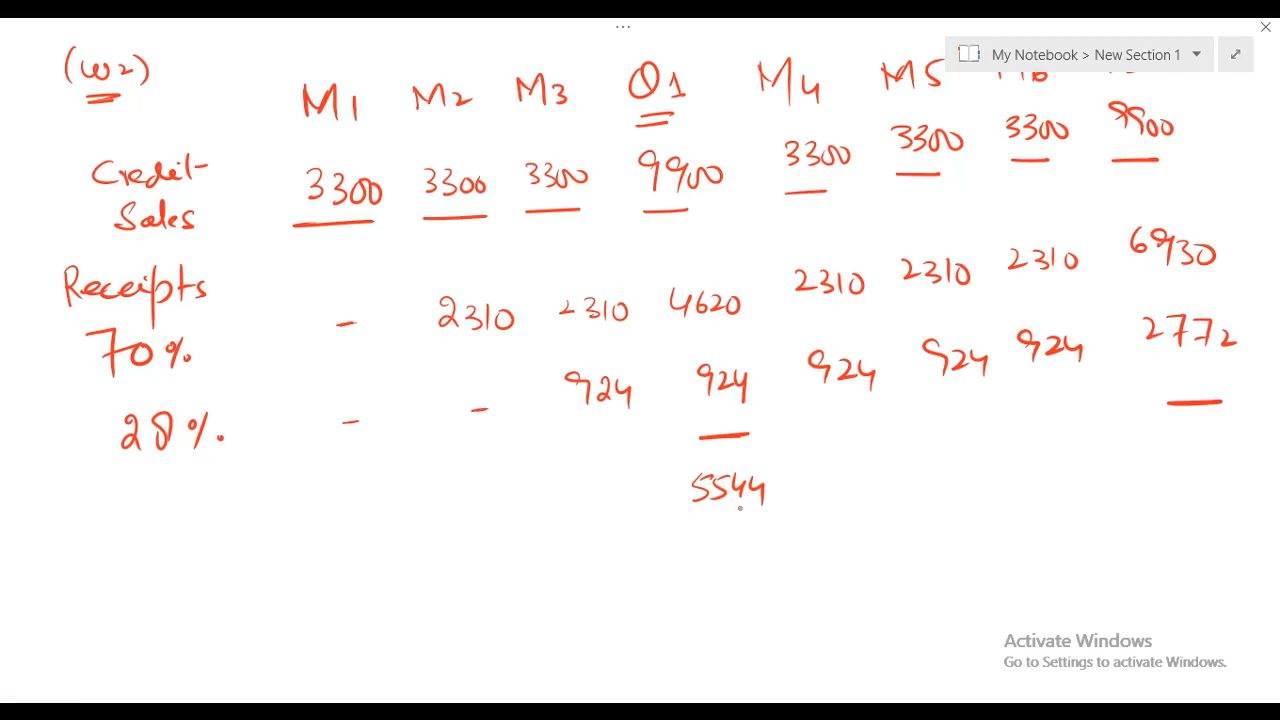 ...
My Notebook > New Section 1
(W2)
M1 M2 M3 Q1 M4 M5 M6
Credit Sales 3300 3300 3300 9900 3300 3300 3300 9900
Receipts
70% - 2310 2310 4620 2310 2310 2310 6930
28% - - 924 924 924 924 924 2772
5544
Activate Windows
Go to Settings to activate Windows.